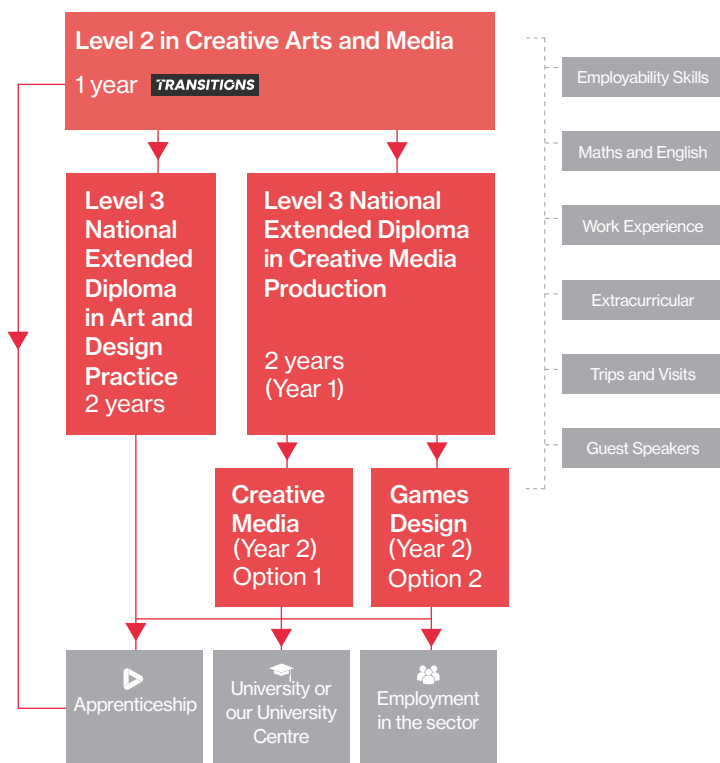 Level 2 in Creative Arts and Media
1 year TRANSITIONS
Level 3
National
Extended
Diploma
in Art and
Design
Practice
2 years
Level 3 National
Extended Diploma
in Creative Media
Production
2 years
(Year 1)
Creative
Media
(Year 2)
Option 1
Games
Design
(Year 2)
Option 2
Apprenticeship
University or
our University
Centre
Employment
in the sector
Employability Skills
Maths and English
Work Experience
Extracurricular
Trips and Visits
Guest Speakers